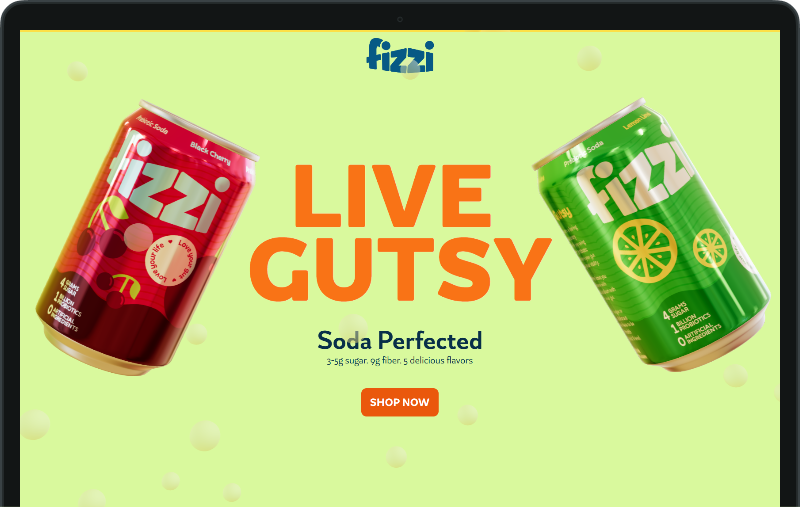 fizzi
LIVE
GUTSY
Soda Perfected
3-5g sugar. 9g fiber. 5 delicious flavors
SHOP NOW
Probiotic Soda
Black Cherry
fizzi
Love your life ♥ Love your gut ♥
4 GRAMS
SUGAR
1 BILLION
PROBIOTICS
0 ARTIFICIAL
INGREDIENTS
Soda
Lemon Lime
fizzi
4 GRAMS
SUGAR
1 BILLION
PROBIOTICS
0 ARTIFICIAL
INGREDIENTS